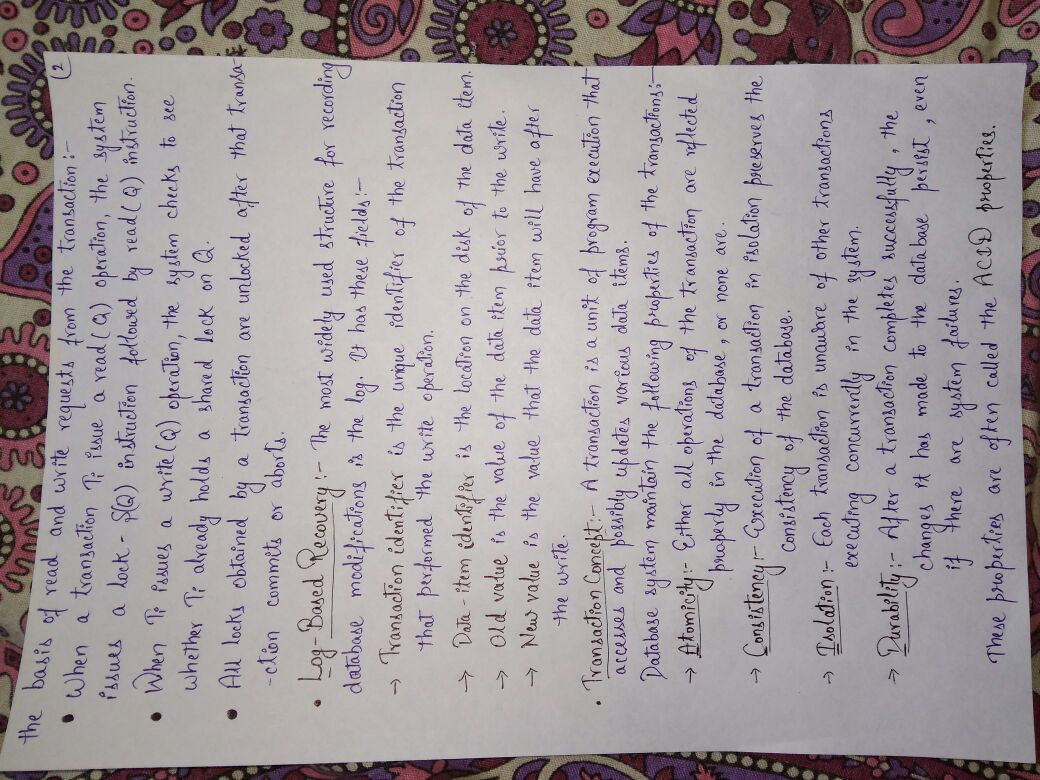 (2
the basis of read and write requests from the transaction :-
• When a transaction Ti issue a read(Q) operation, the system
issues a lock - S(Q) instruction followed by read(Q) instruction.
• When Ti issues a write(Q) operation, the system checks to see
whether Ti already holds a shared lock on Q.
• All locks obtained by a transaction are unlocked after that transa-
-ction commits or aborts.
• Log-Based Recovery :- The most widely used structure for recording
database modifications is the log. It has these fields :-
→ Transaction identifier is the unique identifier of the transaction
that performed the write operation.
→ Data-item identifier is the location on the disk of the data item.
→ Old value is the value of the data item prior to the write.
→ New value is the value that the data item will have after
the write.
• Transaction Concept :- A transaction is a unit of program execution that
accesses and possibly updates various data items.
Database system maintain the following properties of the transactions :-
→ Atomicity :- Either all operations of the transaction are reflected
properly in the database, or none are.
→ Consistency :- Execution of a transaction in isolation preserves the
consistency of the database.
→ Isolation :- Each transaction is unaware of other transactions
executing concurrently in the system.
→ Durability :- After a transaction completes successfully, the
changes it has made to the database persist, even
if there are system failures.
These properties are often called the ACID properties.